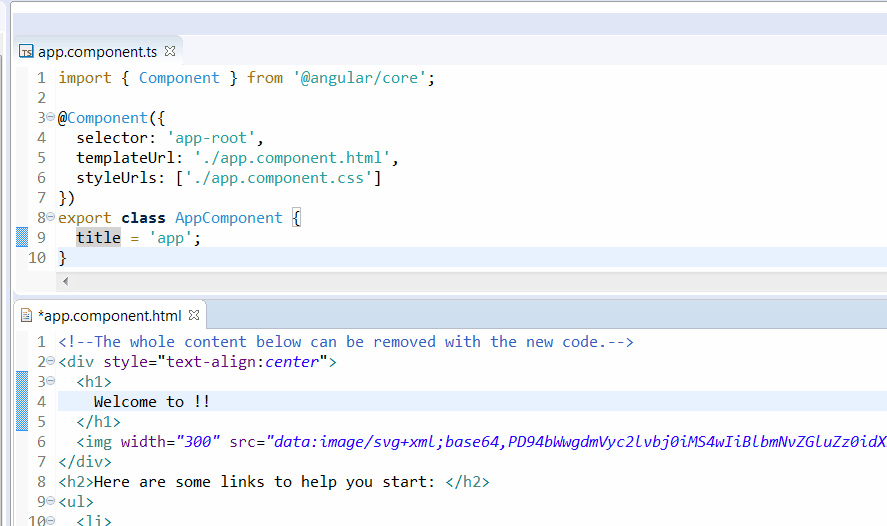 TS app.component.ts
1 import { Component } from '@angular/core';
2
3 @Component({
4 selector: 'app-root',
5 templateUrl: './app.component.html',
6 styleUrls: ['./app.component.css']
7 })
8 export class AppComponent {
9 title = 'app';
10 }
*app.component.html
1 <!--The whole content below can be removed with the new code.-->
2 <div style="text-align:center">
3 <h1>
4 Welcome to !!
5 </h1>
6 <img width="300" src="data:image/svg+xml;base64,PD94bWwgdmVyc2lvbj0iMS4wIiBlbmNvZGluZz0idX
7 </div>
8 <h2>Here are some links to help you start: </h2>
9 <ul>
10 <li>